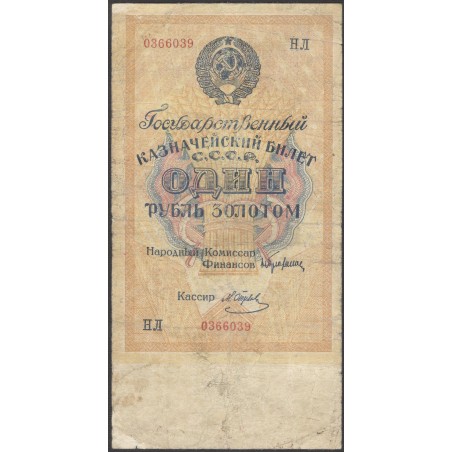 0366039 НЛ
Государственный
КАЗНАЧЕЙСКИЙ БИЛЕТ
С.С.С.Р.
ОДИН
РУБЛЬ ЗОЛОТОМ
Народный Комиссар
Финансов
Кассир
НЛ 0366039